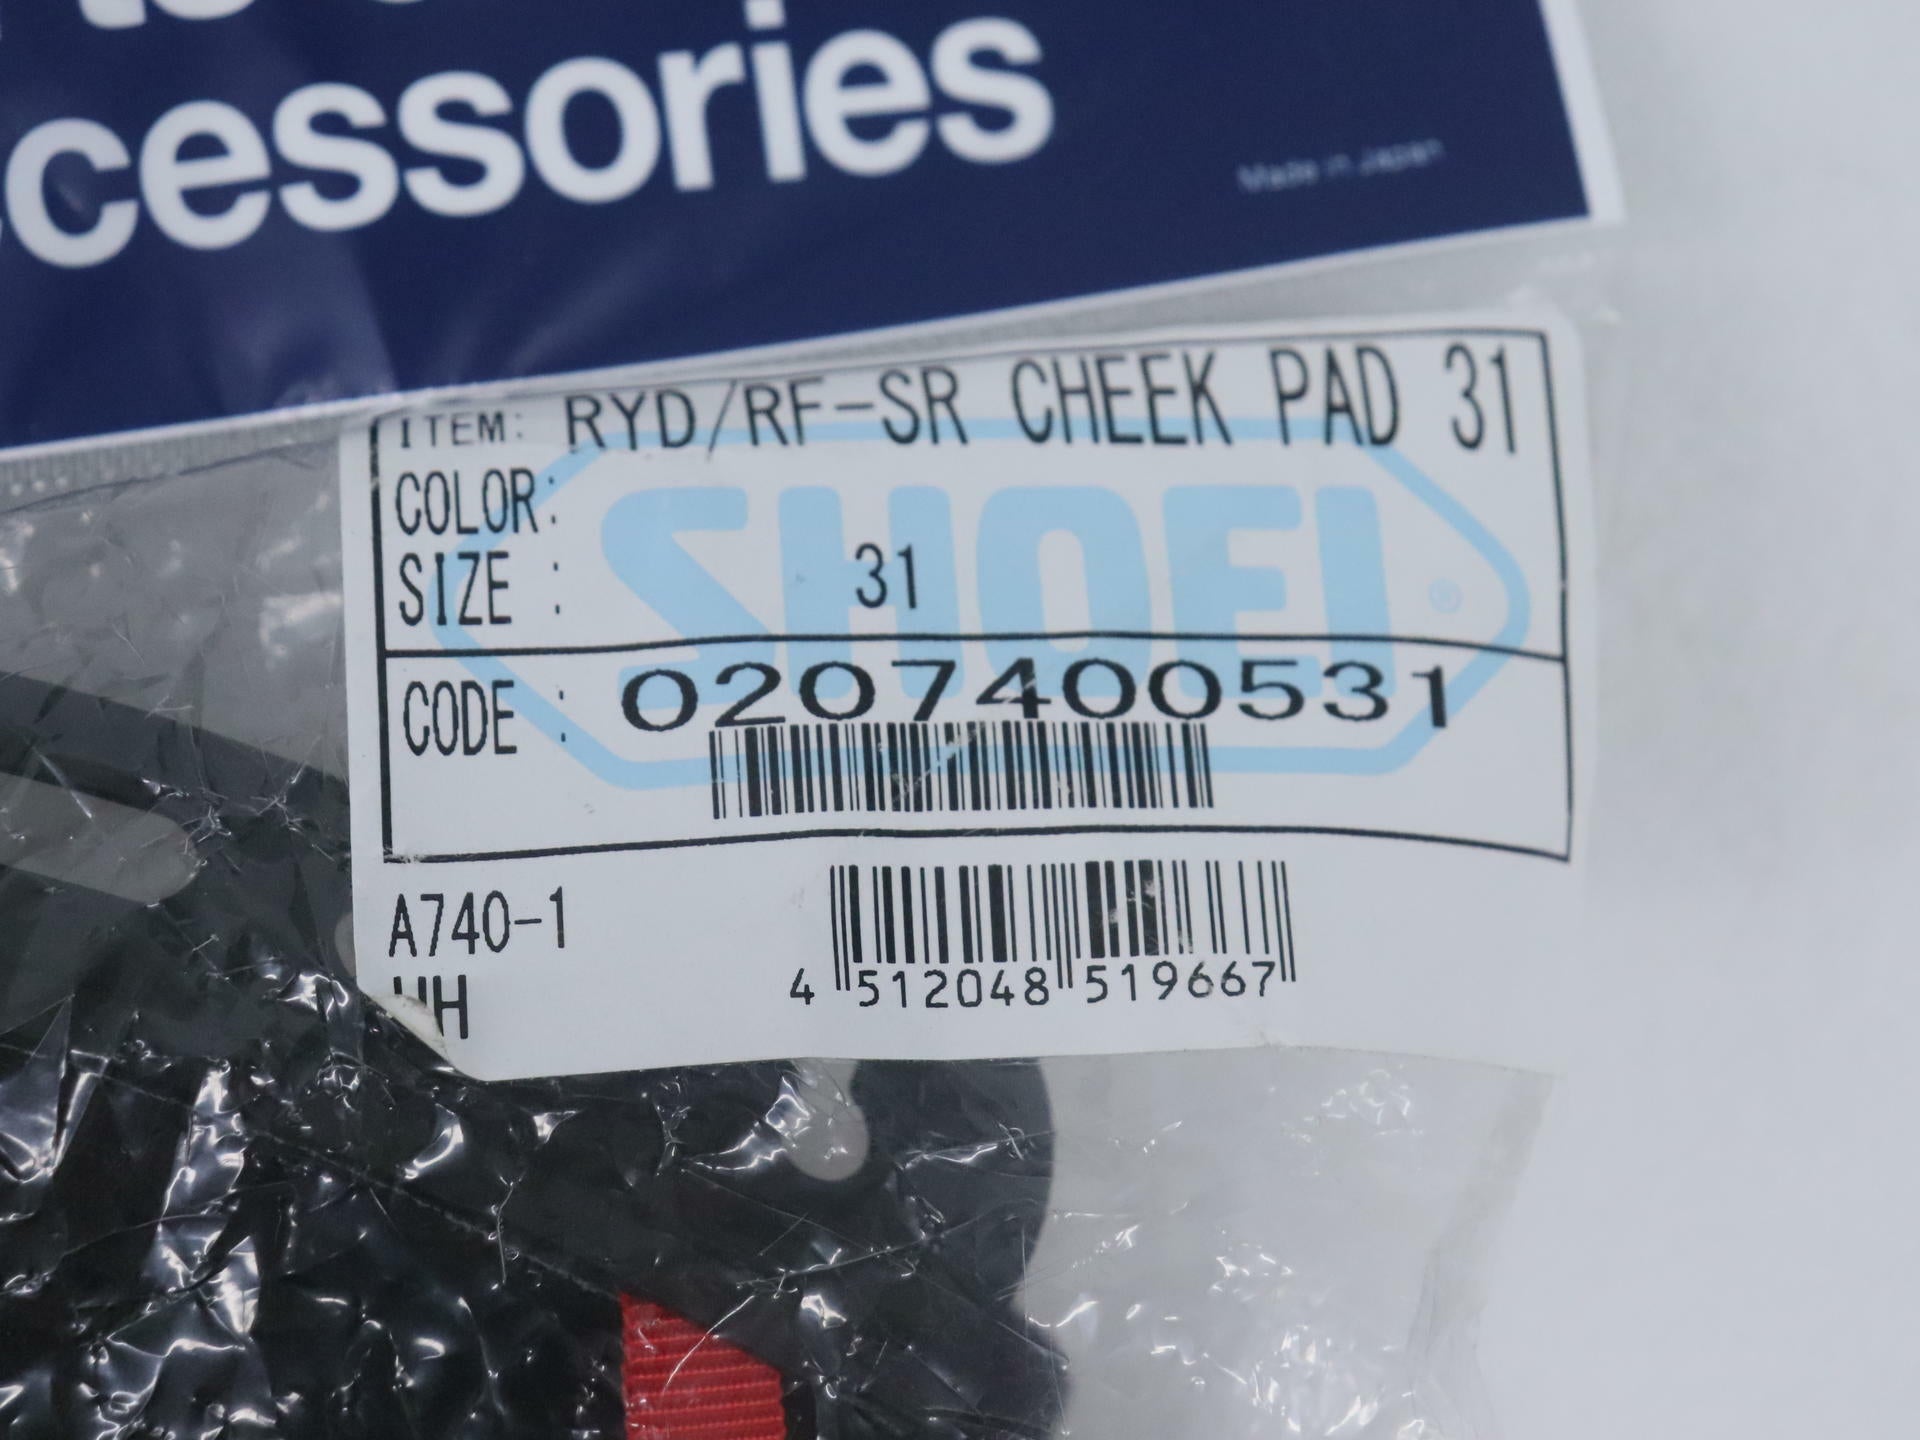 cessories
Made in Japan
ITEM: RYD/RF-SR CHEEK PAD 31
COLOR:
SIZE : 31
SHOEI ®
CODE : 0207400531
A740-1
4 512048 519667